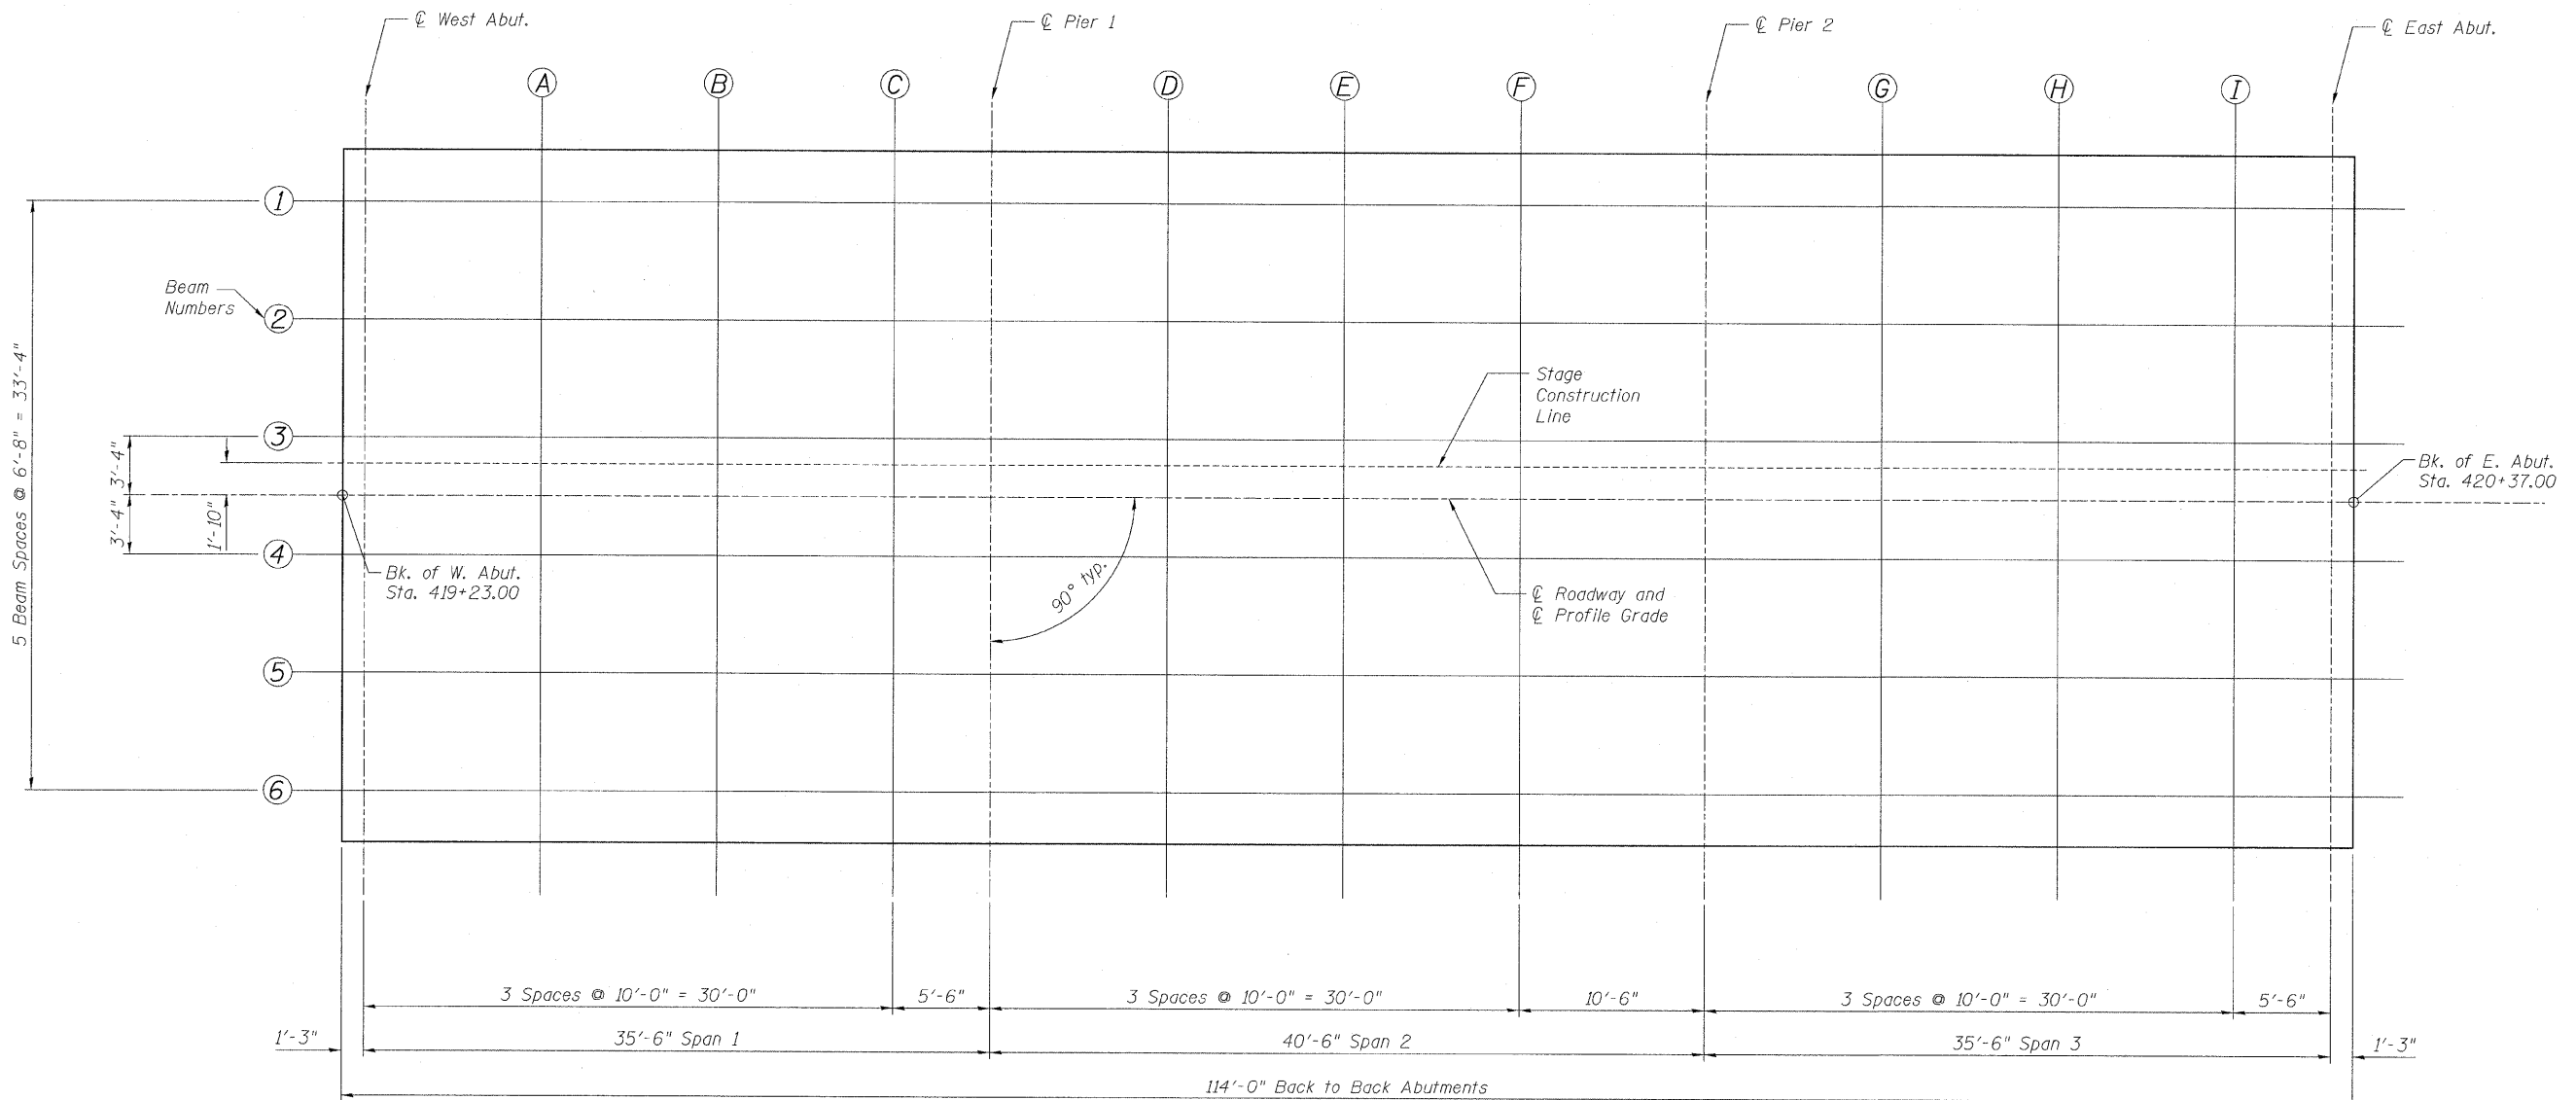 ℄ West Abut.
℄ Pier 1
℄ Pier 2
℄ East Abut.
A
B
C
D
E
F
G
H
I
1
Beam
Numbers
2
Stage
Construction
Line
3
5 Beam Spaces @ 6'-8" = 33'-4"
3'-4"
3'-4"
1'-10"
Bk. of E. Abut.
Sta. 420+37.00
4
Bk. of W. Abut.
Sta. 419+23.00
90° typ.
℄ Roadway and
℄ Profile Grade
5
6
3 Spaces @ 10'-0" = 30'-0"
5'-6"
3 Spaces @ 10'-0" = 30'-0"
10'-6"
3 Spaces @ 10'-0" = 30'-0"
5'-6"
1'-3"
35'-6" Span 1
40'-6" Span 2
35'-6" Span 3
1'-3"
114'-0" Back to Back Abutments